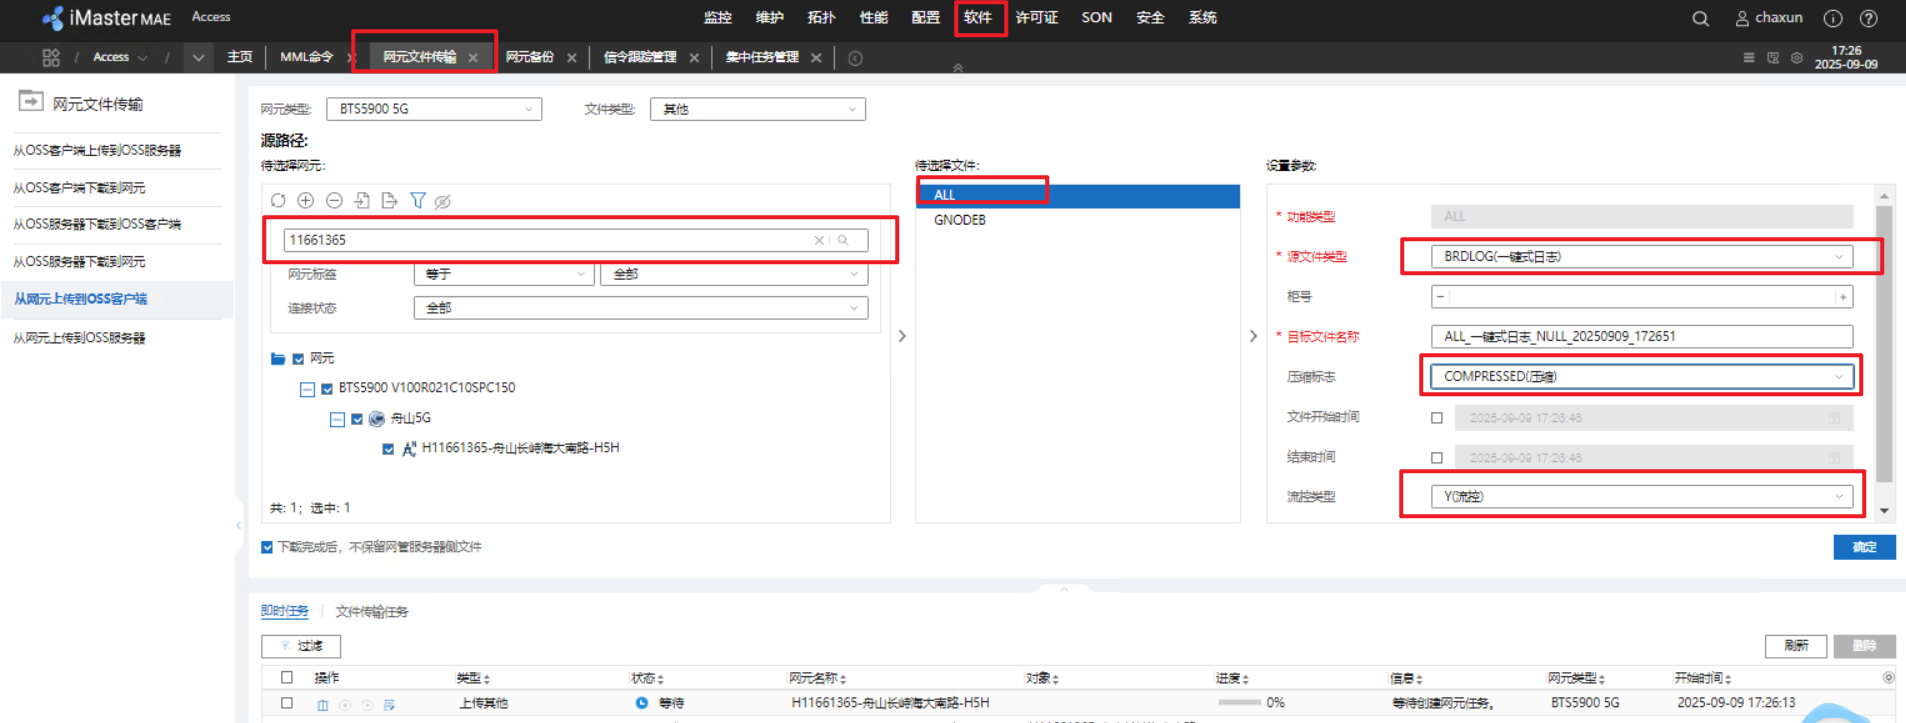 iMaster MAE Access 监控 维护 拓扑 性能 配置 软件 许可证 SON 安全 系统 chaxun
/ Access / 主页 MML命令 网元文件传输 网元备份 信令跟踪管理 集中任务管理 17:26
2025-09-09
网元文件传输
从OSS客户端上传到OSS服务器
从OSS客户端下载到网元
从OSS服务器下载到OSS客户端
从OSS服务器下载到网元
从网元上传到OSS客户端
从网元上传到OSS服务器
网元类型: BTS5900 5G 文件类型: 其他
源路径:
待选择网元: 待选择文件: 设置参数:
11661365
网元标签 等于 全部
连接状态 全部
网元
BTS5900 V100R021C10SPC150
舟山5G
H11661365-舟山长峙海大南路-H5H
共: 1; 选中: 1
ALL
GNODEB
* 功能类型 ALL
* 源文件类型 BRDLOG(一键式日志)
柜号 − +
* 目标文件名称 ALL_一键式日志_NULL_20250909_172651
压缩标志 COMPRESSED(压缩)
文件开始时间 2025-09-09 17:26:46
结束时间 2025-09-09 17:26:46
流控类型 Y(流控)
下载完成后，不保留网管服务器侧文件 确定
即时任务 文件传输任务
过滤 刷新 删除
操作 类型 状态 网元名称 对象 进度 信息 网元类型 开始时间
上传其他 等待 H11661365-舟山长峙海大南路-H5H 0% 等待创建网元任务。 BTS5900 5G 2025-09-09 17:26:13